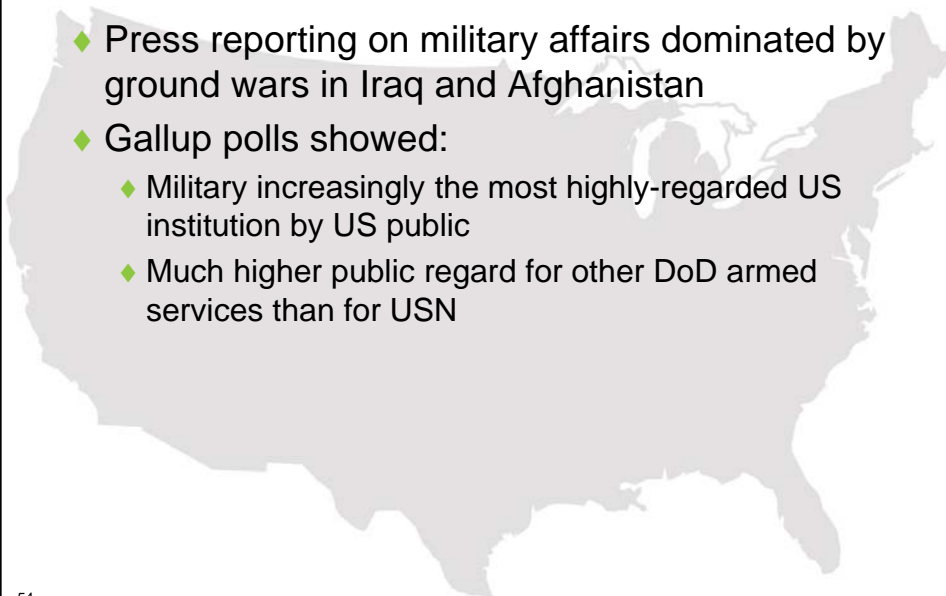 ♦ Press reporting on military affairs dominated by
ground wars in Iraq and Afghanistan
♦ Gallup polls showed:
♦ Military increasingly the most highly-regarded US
institution by US public
♦ Much higher public regard for other DoD armed
services than for USN